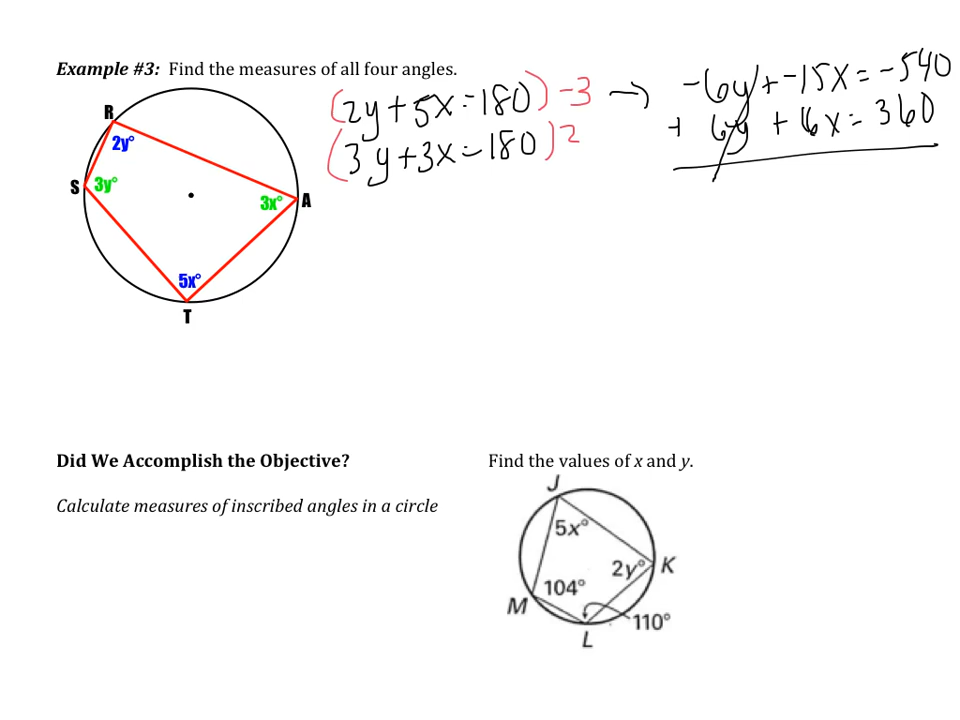 Example #3: Find the measures of all four angles.
(2y + 5x = 180) -3 → -6y + -15x = -540
(3y + 3x = 180) 2 + 6y + 6x = 360
R
2y°
S 3y°
3x° A
5x°
T
Did We Accomplish the Objective?
Calculate measures of inscribed angles in a circle
Find the values of x and y.
J
5x°
2y° K
104°
M
110°
L